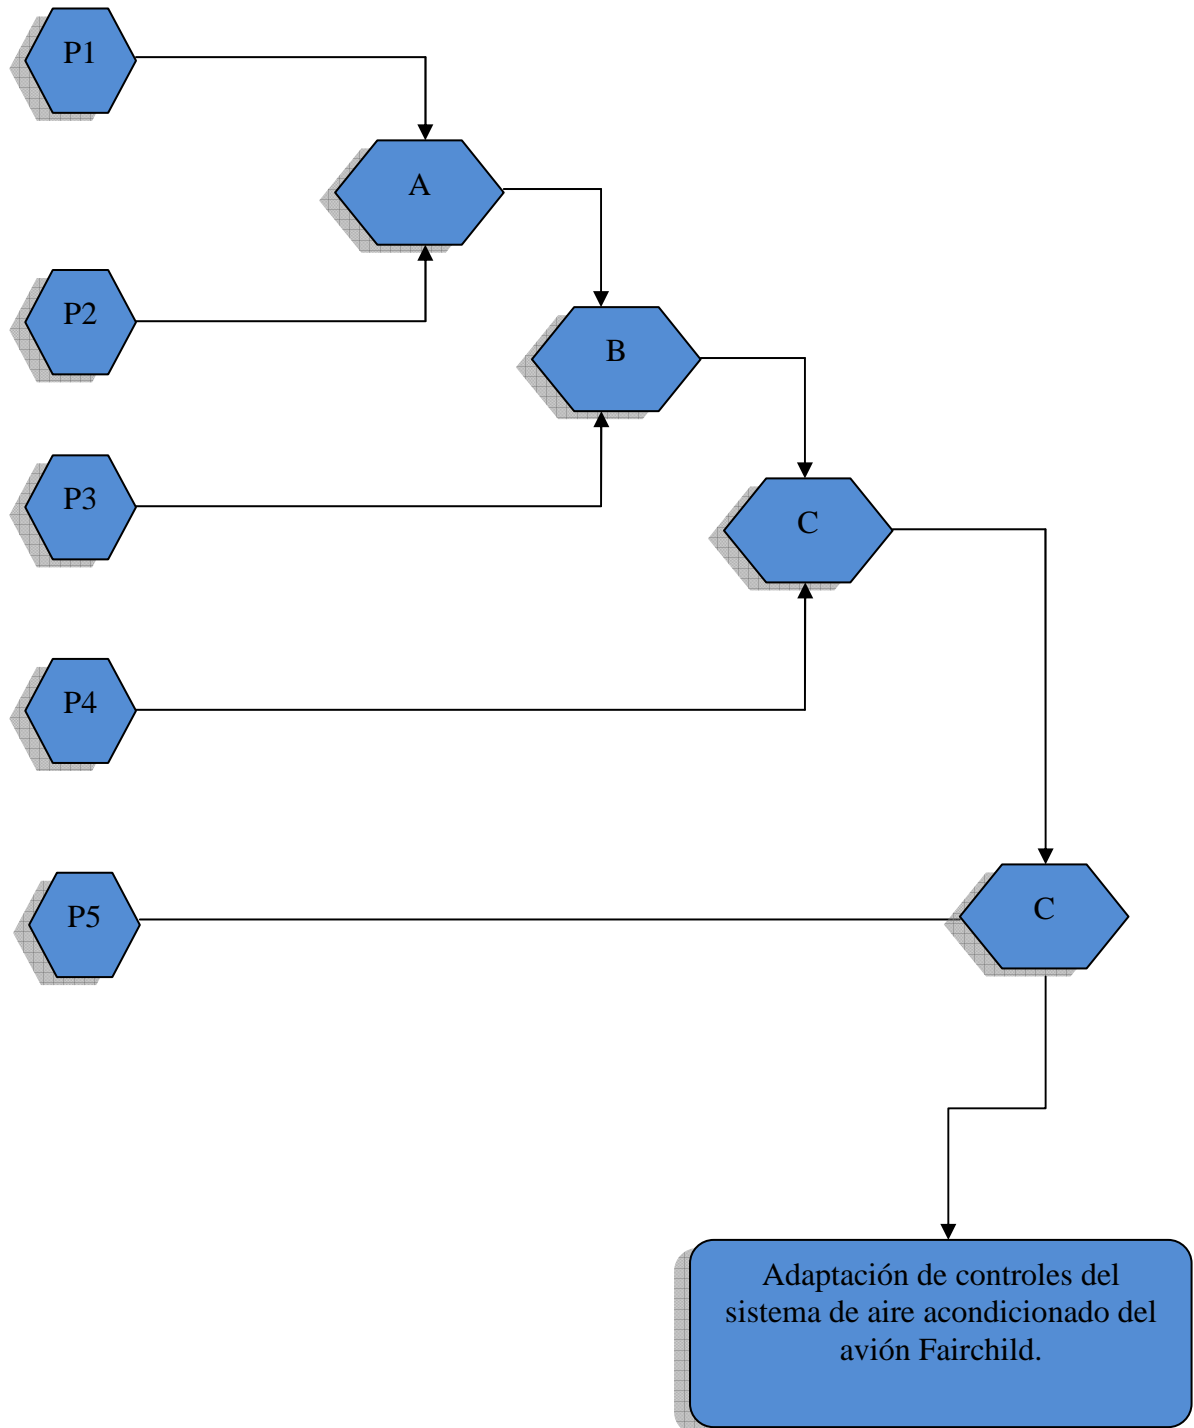 P1
A
P2
B
P3
C
P4
P5
C
Adaptación de controles del
sistema de aire acondicionado del
avión Fairchild.